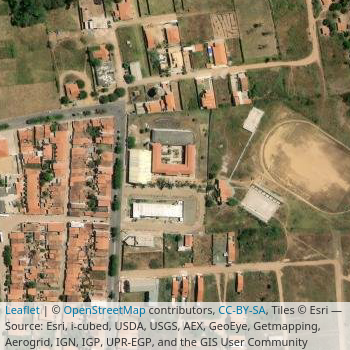 Leaflet | © OpenStreetMap contributors, CC-BY-SA, Tiles © Esri —
Source: Esri, i-cubed, USDA, USGS, AEX, GeoEye, Getmapping,
Aerogrid, IGN, IGP, UPR-EGP, and the GIS User Community